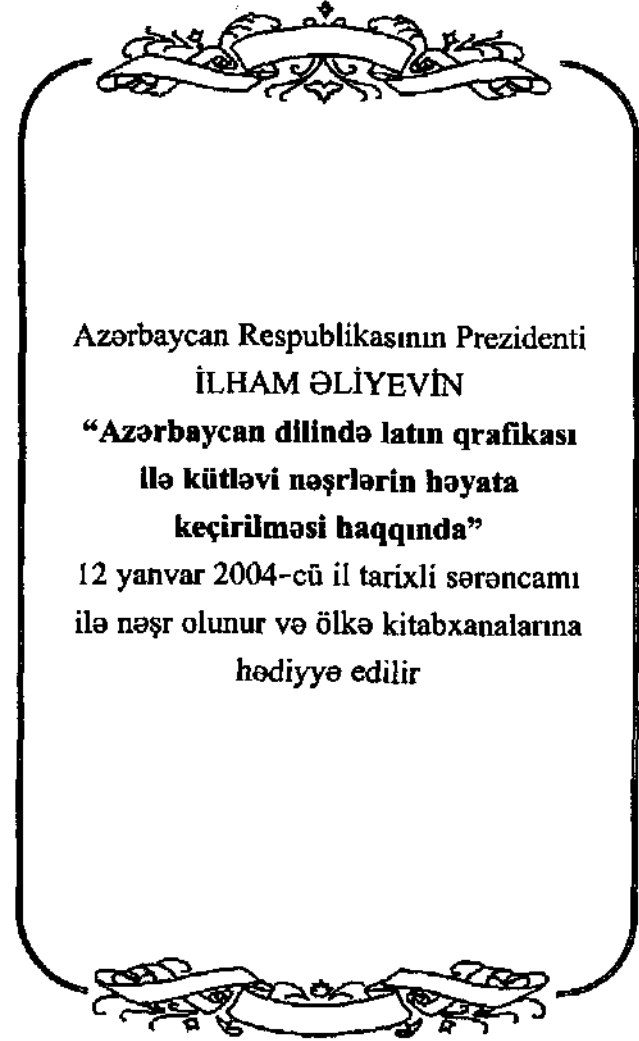 Azərbaycan Respublikasının Prezidenti
İLHAM ƏLİYEVİN
“Azərbaycan dilində latın qrafikası
ilə kütləvi nəşrlərin həyata
keçirilməsi haqqında”
12 yanvar 2004-cü il tarixli sərəncamı
ilə nəşr olunur və ölkə kitabxanalarına
hədiyyə edilir